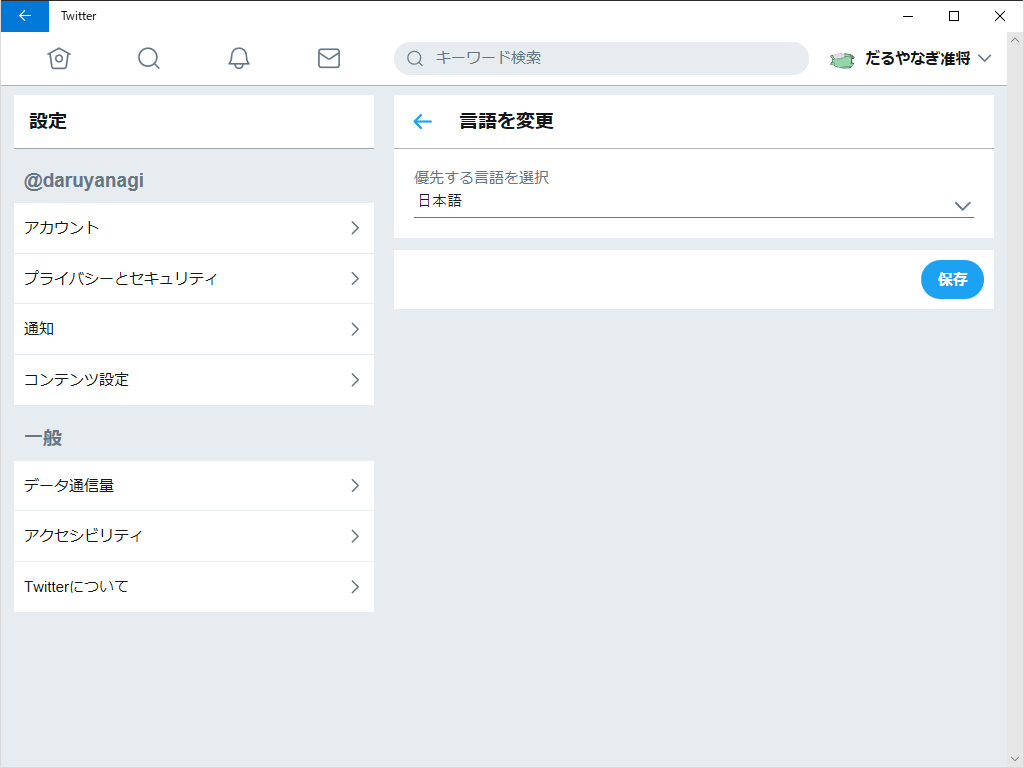 Twitter
キーワード検索
だるやなぎ准将
設定
@daruyanagi
アカウント
プライバシーとセキュリティ
通知
コンテンツ設定
一般
データ通信量
アクセシビリティ
Twitterについて
言語を変更
優先する言語を選択
日本語
保存